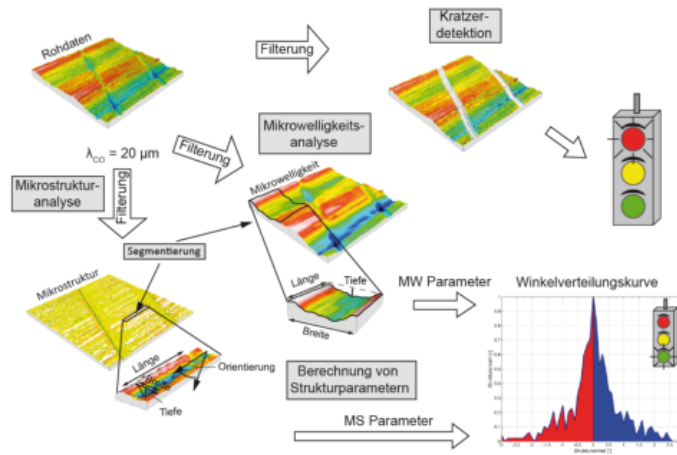 Kratzer-
detektion
Rohdaten
Filterung
Mikrowelligkeits-
analyse
Filterung
λCO = 20 µm
Mikrostruktur-
analyse
Filterung
Mikrowelligkeit
Segmentierung
Mikrostruktur
Länge
Tiefe
Breite
MW Parameter
Winkelverteilungskurve
Länge
Orientierung
Tiefe
Berechnung von
Strukturparametern
MS Parameter